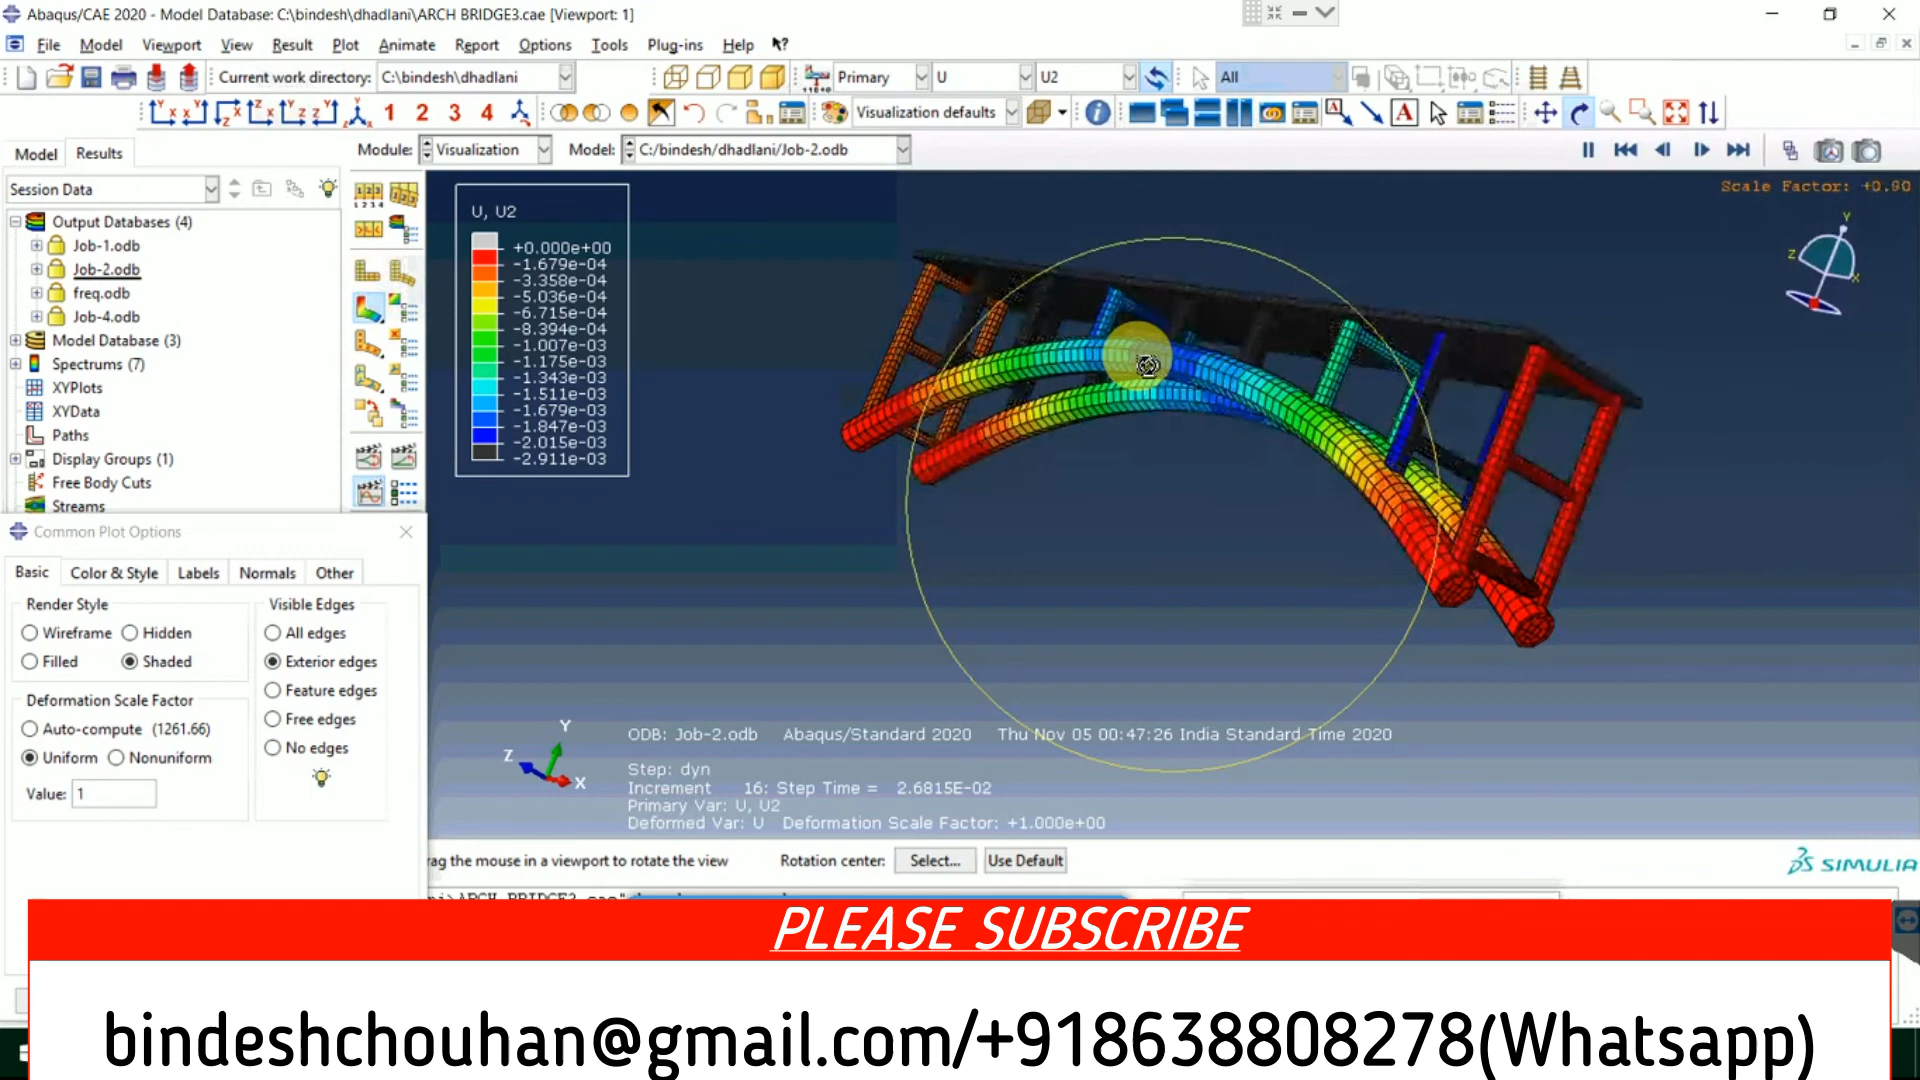 Abaqus/CAE 2020 - Model Database: C:\bindesh\dhadlani\ARCH BRIDGE3.cae [Viewport: 1]
File Model Viewport View Result Plot Animate Report Options Tools Plug-ins Help
Current work directory: C:\bindesh\dhadlani Primary U U2 All
1 2 3 4 Visualization defaults
Model Results Module: Visualization Model: C:/bindesh/dhadlani/Job-2.odb
Session Data
Scale Factor: +0.90
Output Databases (4)
Job-1.odb
Job-2.odb
freq.odb
Job-4.odb
Model Database (3)
Spectrums (7)
XYPlots
XYData
Paths
Display Groups (1)
Free Body Cuts
Streams
U, U2
+0.000e+00
-1.679e-04
-3.358e-04
-5.036e-04
-6.715e-04
-8.394e-04
-1.007e-03
-1.175e-03
-1.343e-03
-1.511e-03
-1.679e-03
-1.847e-03
-2.015e-03
-2.911e-03
Y
Z
X
Common Plot Options
Basic Color & Style Labels Normals Other
Render Style
Wireframe Hidden
Filled Shaded
Visible Edges
All edges
Exterior edges
Feature edges
Free edges
No edges
Deformation Scale Factor
Auto-compute (1261.66)
Uniform Nonuniform
Value: 1
Y
Z
X
ODB: Job-2.odb Abaqus/Standard 2020 Thu Nov 05 00:47:26 India Standard Time 2020
Step: dyn
Increment 16: Step Time = 2.6815E-02
Primary Var: U, U2
Deformed Var: U Deformation Scale Factor: +1.000e+00
rag the mouse in a viewport to rotate the view Rotation center: Select... Use Default
SIMULIA
PLEASE SUBSCRIBE
bindeshchouhan@gmail.com/+918638808278(Whatsapp)